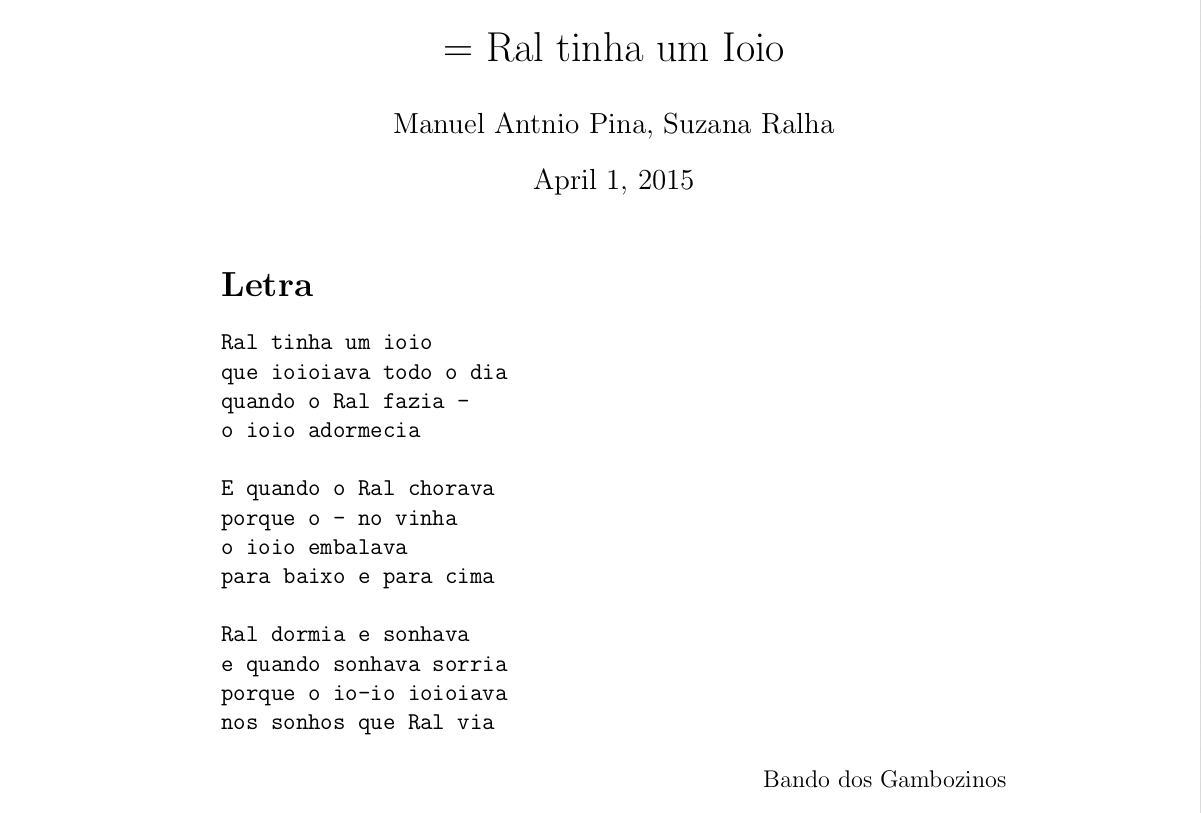 = Ral tinha um Ioio
Manuel Antnio Pina, Suzana Ralha
April 1, 2015
Letra
Ral tinha um ioio
que ioioiava todo o dia
quando o Ral fazia -
o ioio adormecia
E quando o Ral chorava
porque o - no vinha
o ioio embalava
para baixo e para cima
Ral dormia e sonhava
e quando sonhava sorria
porque o io-io ioioiava
nos sonhos que Ral via
Bando dos Gambozinos